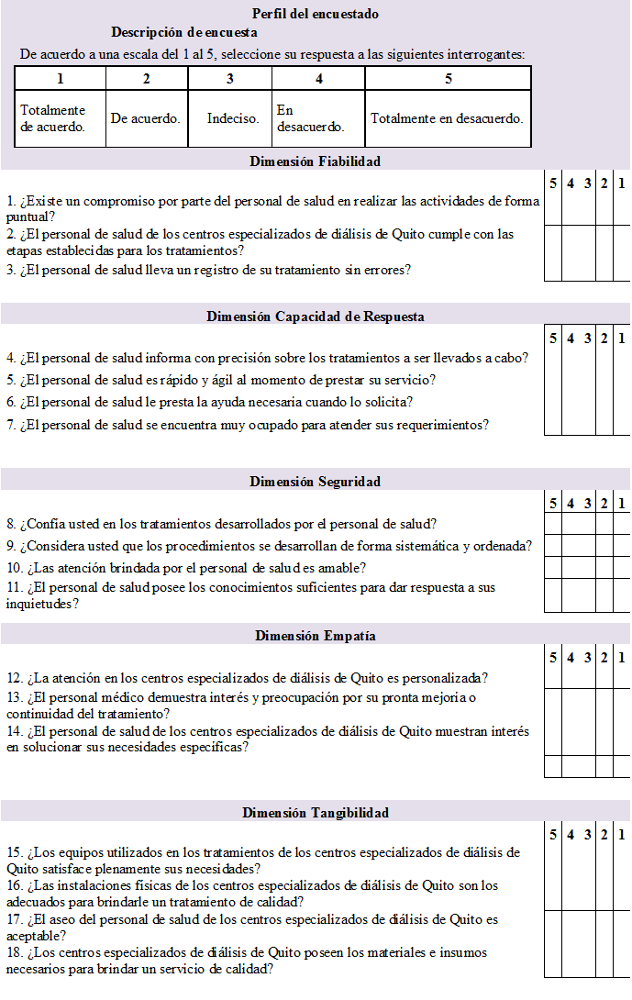 Perfil del encuestado
Descripción de encuesta
De acuerdo a una escala del 1 al 5, seleccione su respuesta a las siguientes interrogantes:
1 2 3 4 5
Totalmente de acuerdo. De acuerdo. Indeciso. En desacuerdo. Totalmente en desacuerdo.
Dimensión Fiabilidad
5 4 3 2 1
1. ¿Existe un compromiso por parte del personal de salud en realizar las actividades de forma
puntual?
2. ¿El personal de salud de los centros especializados de diálisis de Quito cumple con las
etapas establecidas para los tratamientos?
3. ¿El personal de salud lleva un registro de su tratamiento sin errores?
Dimensión Capacidad de Respuesta
5 4 3 2 1
4. ¿El personal de salud informa con precisión sobre los tratamientos a ser llevados a cabo?
5. ¿El personal de salud es rápido y ágil al momento de prestar su servicio?
6. ¿El personal de salud le presta la ayuda necesaria cuando lo solicita?
7. ¿El personal de salud se encuentra muy ocupado para atender sus requerimientos?
Dimensión Seguridad
5 4 3 2 1
8. ¿Confía usted en los tratamientos desarrollados por el personal de salud?
9. ¿Considera usted que los procedimientos se desarrollan de forma sistemática y ordenada?
10. ¿Las atención brindada por el personal de salud es amable?
11. ¿El personal de salud posee los conocimientos suficientes para dar respuesta a sus
inquietudes?
Dimensión Empatía
5 4 3 2 1
12. ¿La atención en los centros especializados de diálisis de Quito es personalizada?
13. ¿El personal médico demuestra interés y preocupación por su pronta mejoría o
continuidad del tratamiento?
14. ¿El personal de salud de los centros especializados de diálisis de Quito muestran interés
en solucionar sus necesidades específicas?
Dimensión Tangibilidad
5 4 3 2 1
15. ¿Los equipos utilizados en los tratamientos de los centros especializados de diálisis de
Quito satisface plenamente sus necesidades?
16. ¿Las instalaciones físicas de los centros especializados de diálisis de Quito son los
adecuados para brindarle un tratamiento de calidad?
17. ¿El aseo del personal de salud de los centros especializados de diálisis de Quito es
aceptable?
18. ¿Los centros especializados de diálisis de Quito poseen los materiales e insumos
necesarios para brindar un servicio de calidad?